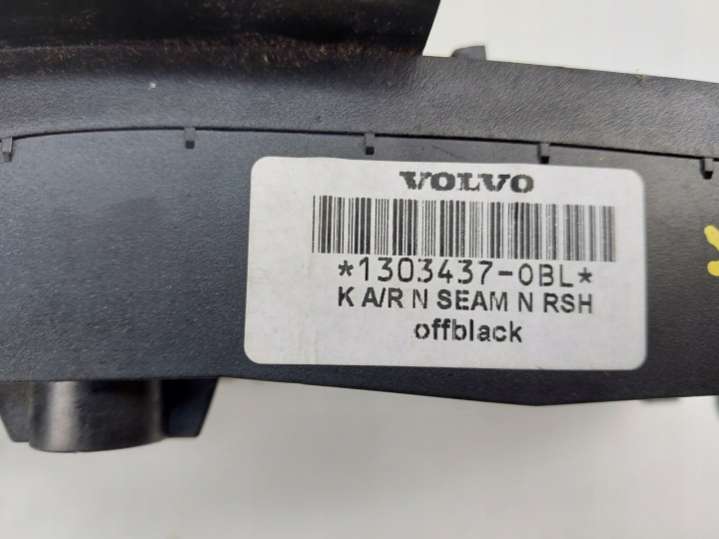 VOLVO
*1303437-0BL*
K A/R N SEAM N RSH
offblack